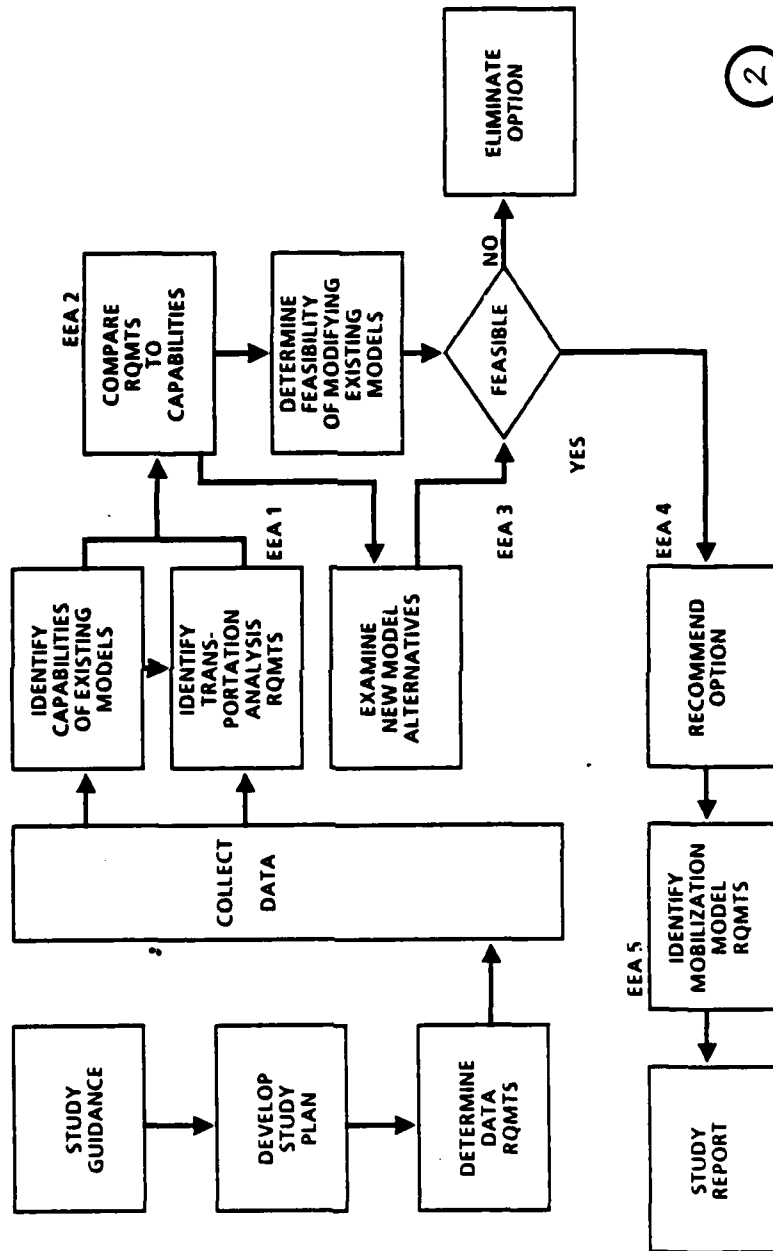 STUDY
GUIDANCE
DEVELOP
STUDY
PLAN
DETERMINE
DATA
RQMTS
COLLECT
DATA
IDENTIFY
CAPABILITIES
OF EXISTING
MODELS
IDENTIFY
TRANS-
PORTATION
ANALYSIS
RQMTS
EEA 1
EXAMINE
NEW MODEL
ALTERNATIVES
EEA 2
COMPARE
RQMTS
TO
CAPABILITIES
DETERMINE
FEASIBILITY
OF MODIFYING
EXISTING
MODELS
EEA 3
FEASIBLE
NO
ELIMINATE
OPTION
YES
EEA 4
RECOMMEND
OPTION
EEA 5
IDENTIFY
MOBILIZATION
MODEL
RQMTS
STUDY
REPORT
2